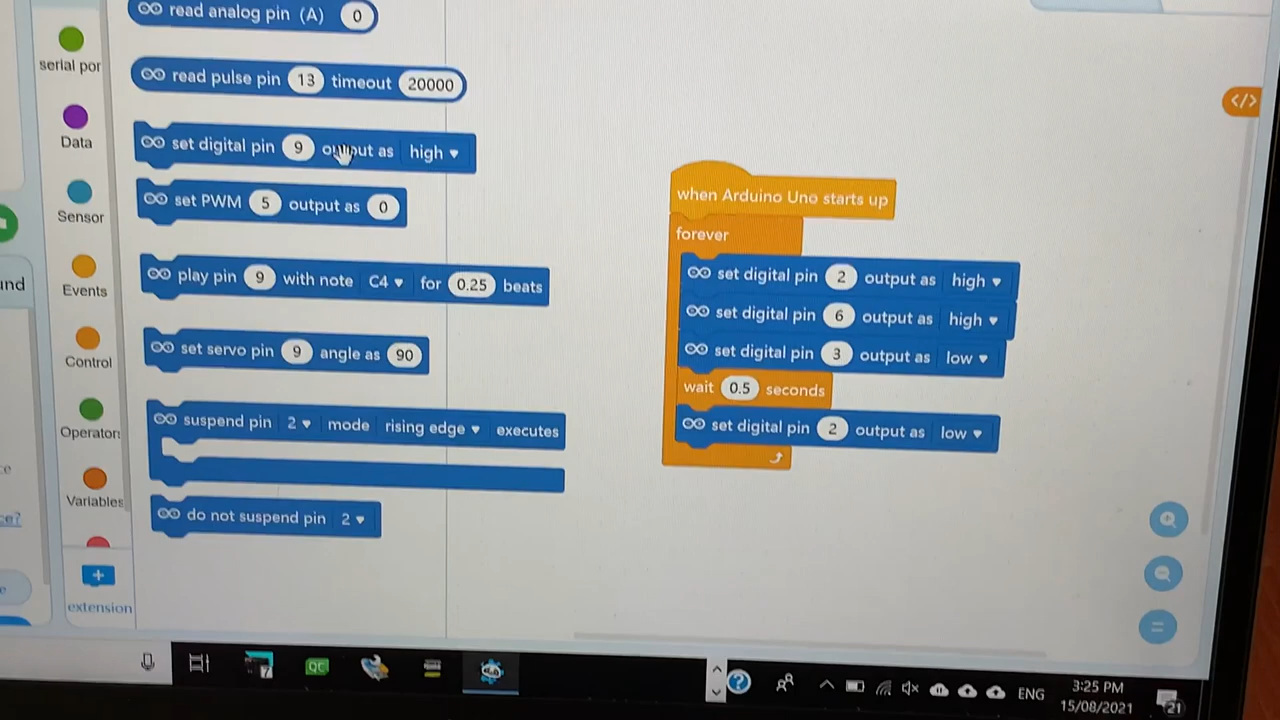 read analog pin (A) 0
read pulse pin 13 timeout 20000
set digital pin 9 output as high
set PWM 5 output as 0
play pin 9 with note C4 for 0.25 beats
set servo pin 9 angle as 90
suspend pin 2 mode rising edge executes
do not suspend pin 2
serial por
Data
Sensor
Events
Control
Operator
Variables
extension
und
ce?
when Arduino Uno starts up
forever
set digital pin 2 output as high
set digital pin 6 output as high
set digital pin 3 output as low
wait 0.5 seconds
set digital pin 2 output as low
</>
7
QC
?
ENG
3:25 PM
15/08/2021
21